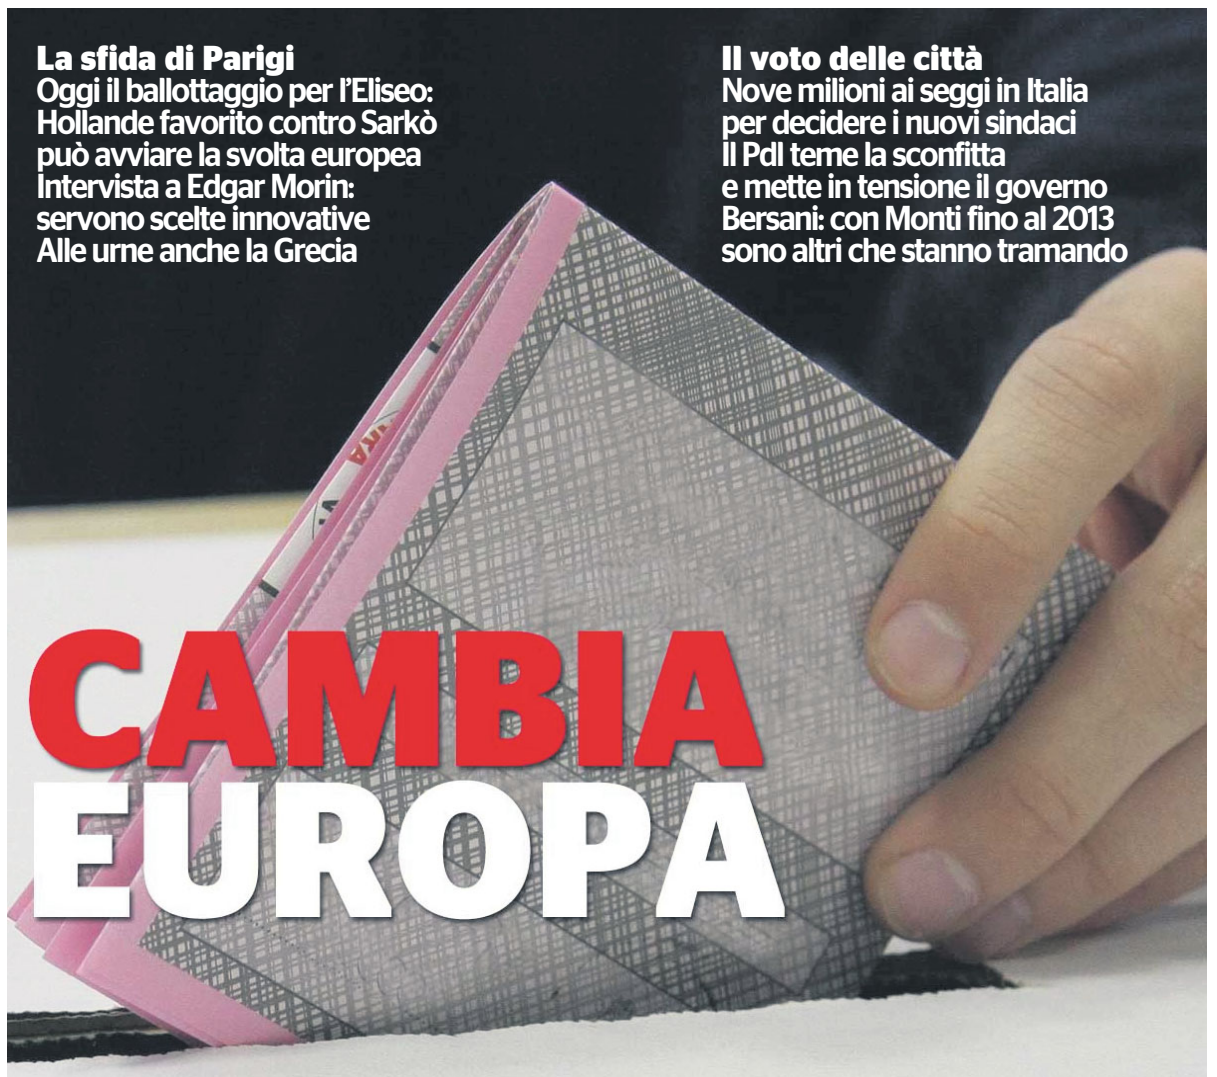 La sfida di Parigi
Oggi il ballottaggio per l'Eliseo:
Hollande favorito contro Sarkò
può avviare la svolta europea
Intervista a Edgar Morin:
servono scelte innovative
Alle urne anche la Grecia
Il voto delle città
Nove milioni ai seggi in Italia
per decidere i nuovi sindaci
Il Pdl teme la sconfitta
e mette in tensione il governo
Bersani: con Monti fino al 2013
sono altri che stanno tramando
CAMBIA
EUROPA